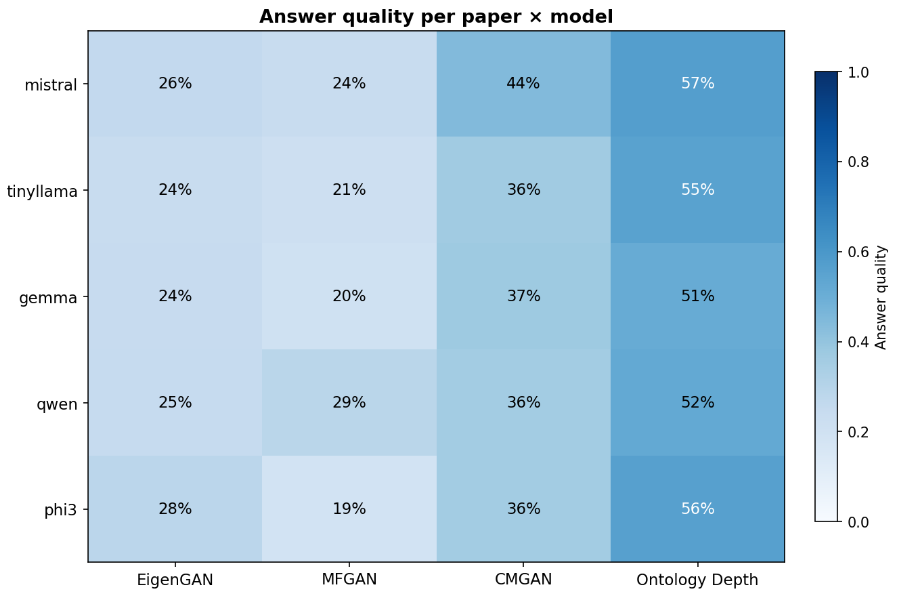 Answer quality per paper × model
mistral
26%
24%
44%
57%
tinyllama
24%
21%
36%
55%
gemma
24%
20%
37%
51%
qwen
25%
29%
36%
52%
phi3
28%
19%
36%
56%
EigenGAN
MFGAN
CMGAN
Ontology Depth
1.0
0.8
0.6
0.4
0.2
0.0
Answer quality